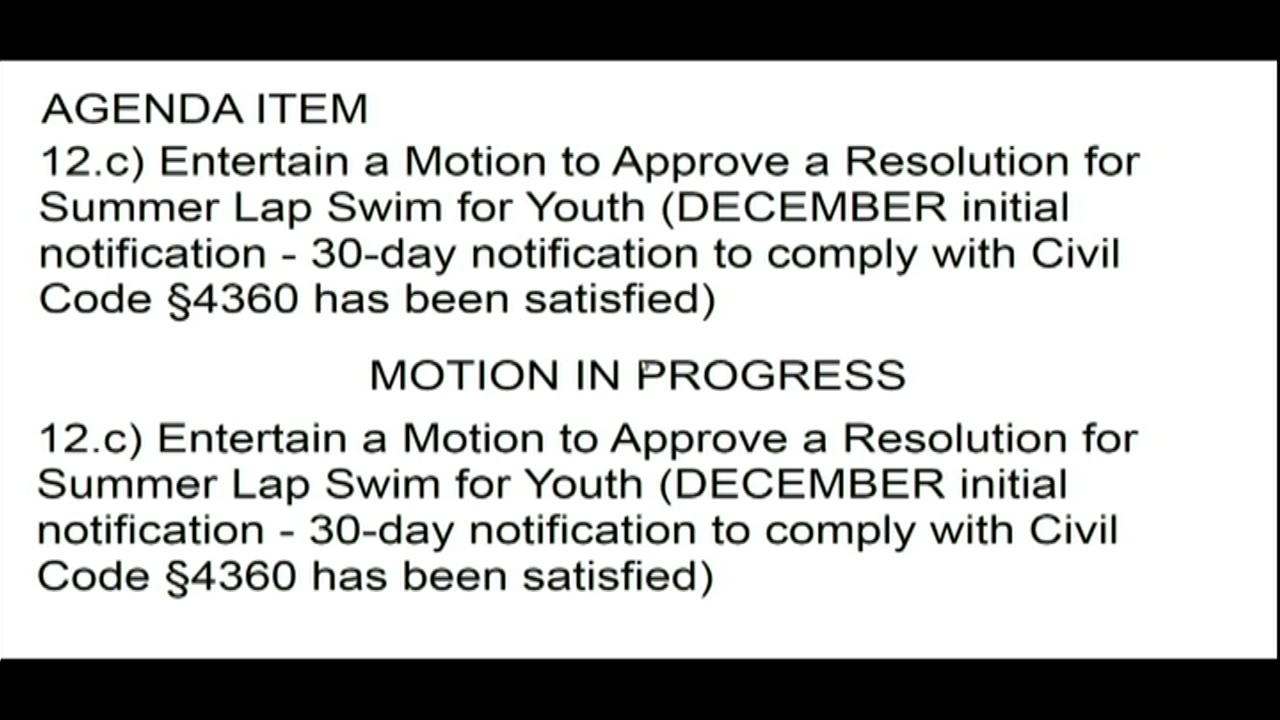 AGENDA ITEM
12.c) Entertain a Motion to Approve a Resolution for
Summer Lap Swim for Youth (DECEMBER initial
notification - 30-day notification to comply with Civil
Code §4360 has been satisfied)
MOTION IN PROGRESS
12.c) Entertain a Motion to Approve a Resolution for
Summer Lap Swim for Youth (DECEMBER initial
notification - 30-day notification to comply with Civil
Code §4360 has been satisfied)